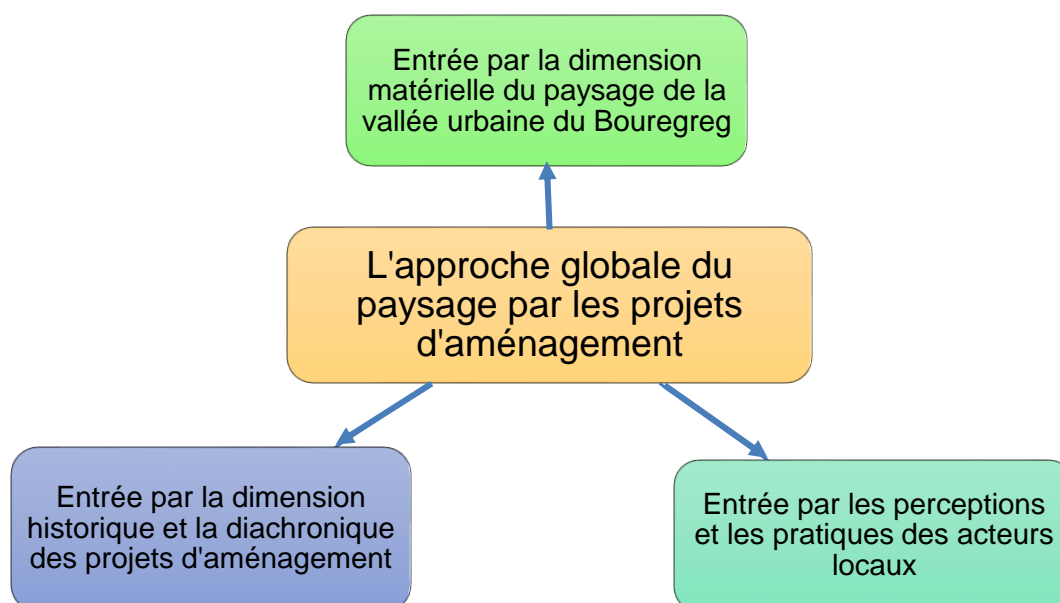 Entrée par la dimension
matérielle du paysage de la
vallée urbaine du Bouregreg
L'approche globale du
paysage par les projets
d'aménagement
Entrée par la dimension
historique et la diachronique
des projets d'aménagement
Entrée par les perceptions
et les pratiques des acteurs
locaux